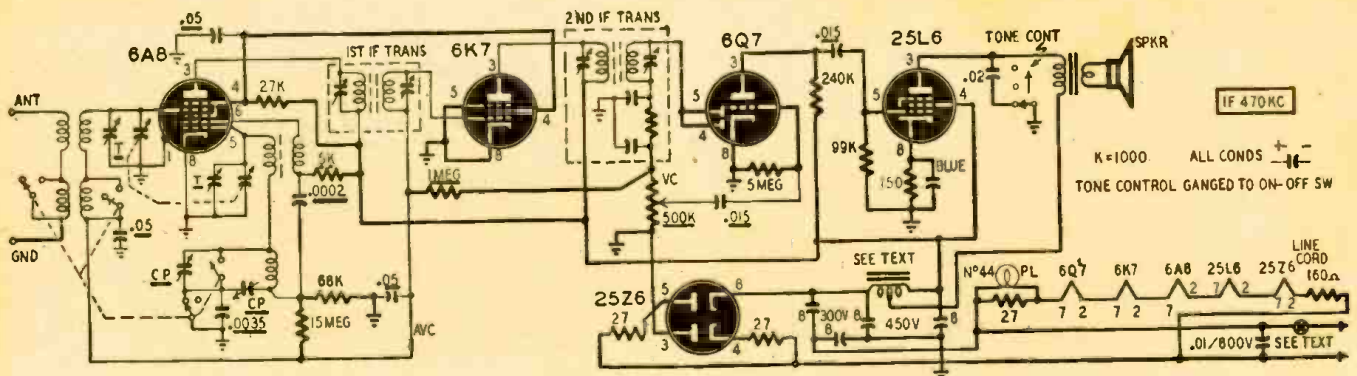 6A8
.05
3
4
6
5
8
27K
1ST IF TRANS
6K7
3
5
4
8
2ND IF TRANS
6Q7
3
5
4
8
.015
240K
25L6
3
5
4
8
TONE CONT
.02
SPKR
IF 470KC
ANT
GND
T
T
.05
5K
.0002
1MEG
VC
500K
5MEG
.015
99K
150
BLUE
K=1000
ALL CONDS + -
TONE CONTROL GANGED TO ON-OFF SW
CP
CP
.0035
68K
15MEG
.05
AVC
25Z6
5
8
3
4
27
27
SEE TEXT
8
300V
8
8
450V
8
Nº44
PL
27
6Q7
7 2
6K7
7 2
6A8
7 2
25L6
7 2
25Z6
7 2
LINE
CORD
160Ω
.01/800V
SEE TEXT